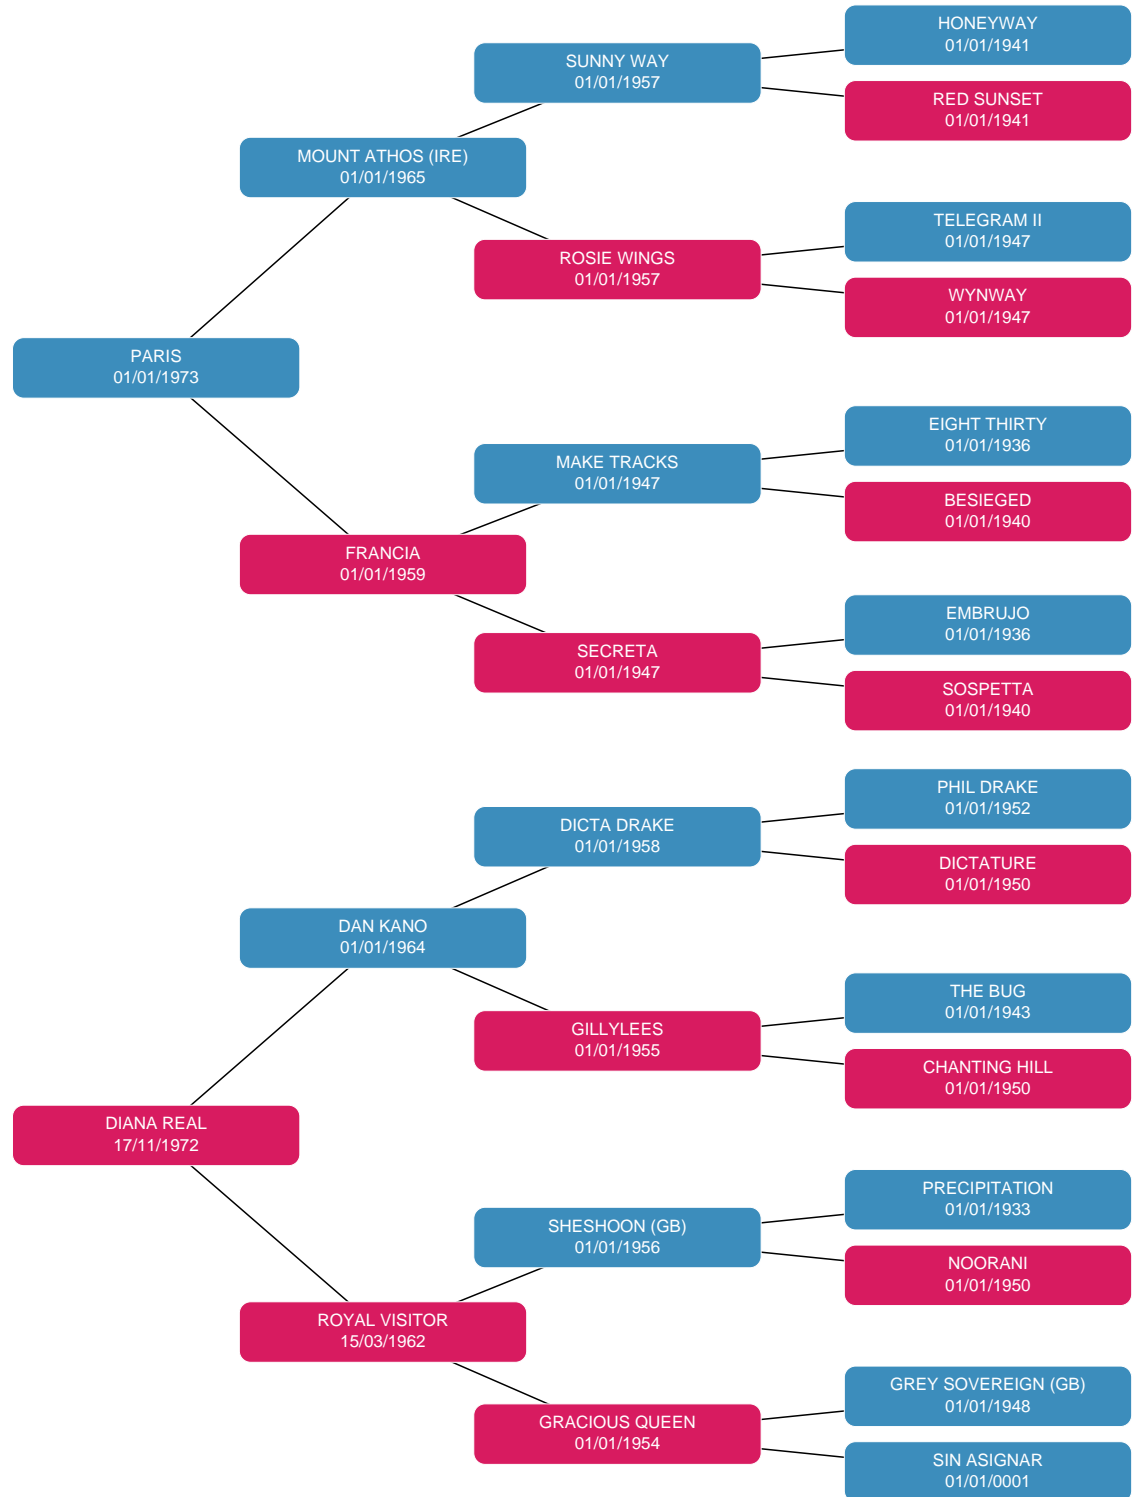 HONEYWAY
01/01/1941
SUNNY WAY
01/01/1957
RED SUNSET
01/01/1941
MOUNT ATHOS (IRE)
01/01/1965
TELEGRAM II
01/01/1947
ROSIE WINGS
01/01/1957
WYNWAY
01/01/1947
PARIS
01/01/1973
EIGHT THIRTY
01/01/1936
MAKE TRACKS
01/01/1947
BESIEGED
01/01/1940
FRANCIA
01/01/1959
EMBRUJO
01/01/1936
SECRETA
01/01/1947
SOSPETTA
01/01/1940
PHIL DRAKE
01/01/1952
DICTA DRAKE
01/01/1958
DICTATURE
01/01/1950
DAN KANO
01/01/1964
THE BUG
01/01/1943
GILLYLEES
01/01/1955
CHANTING HILL
01/01/1950
DIANA REAL
17/11/1972
PRECIPITATION
01/01/1933
SHESHOON (GB)
01/01/1956
NOORANI
01/01/1950
ROYAL VISITOR
15/03/1962
GREY SOVEREIGN (GB)
01/01/1948
GRACIOUS QUEEN
01/01/1954
SIN ASIGNAR
01/01/0001